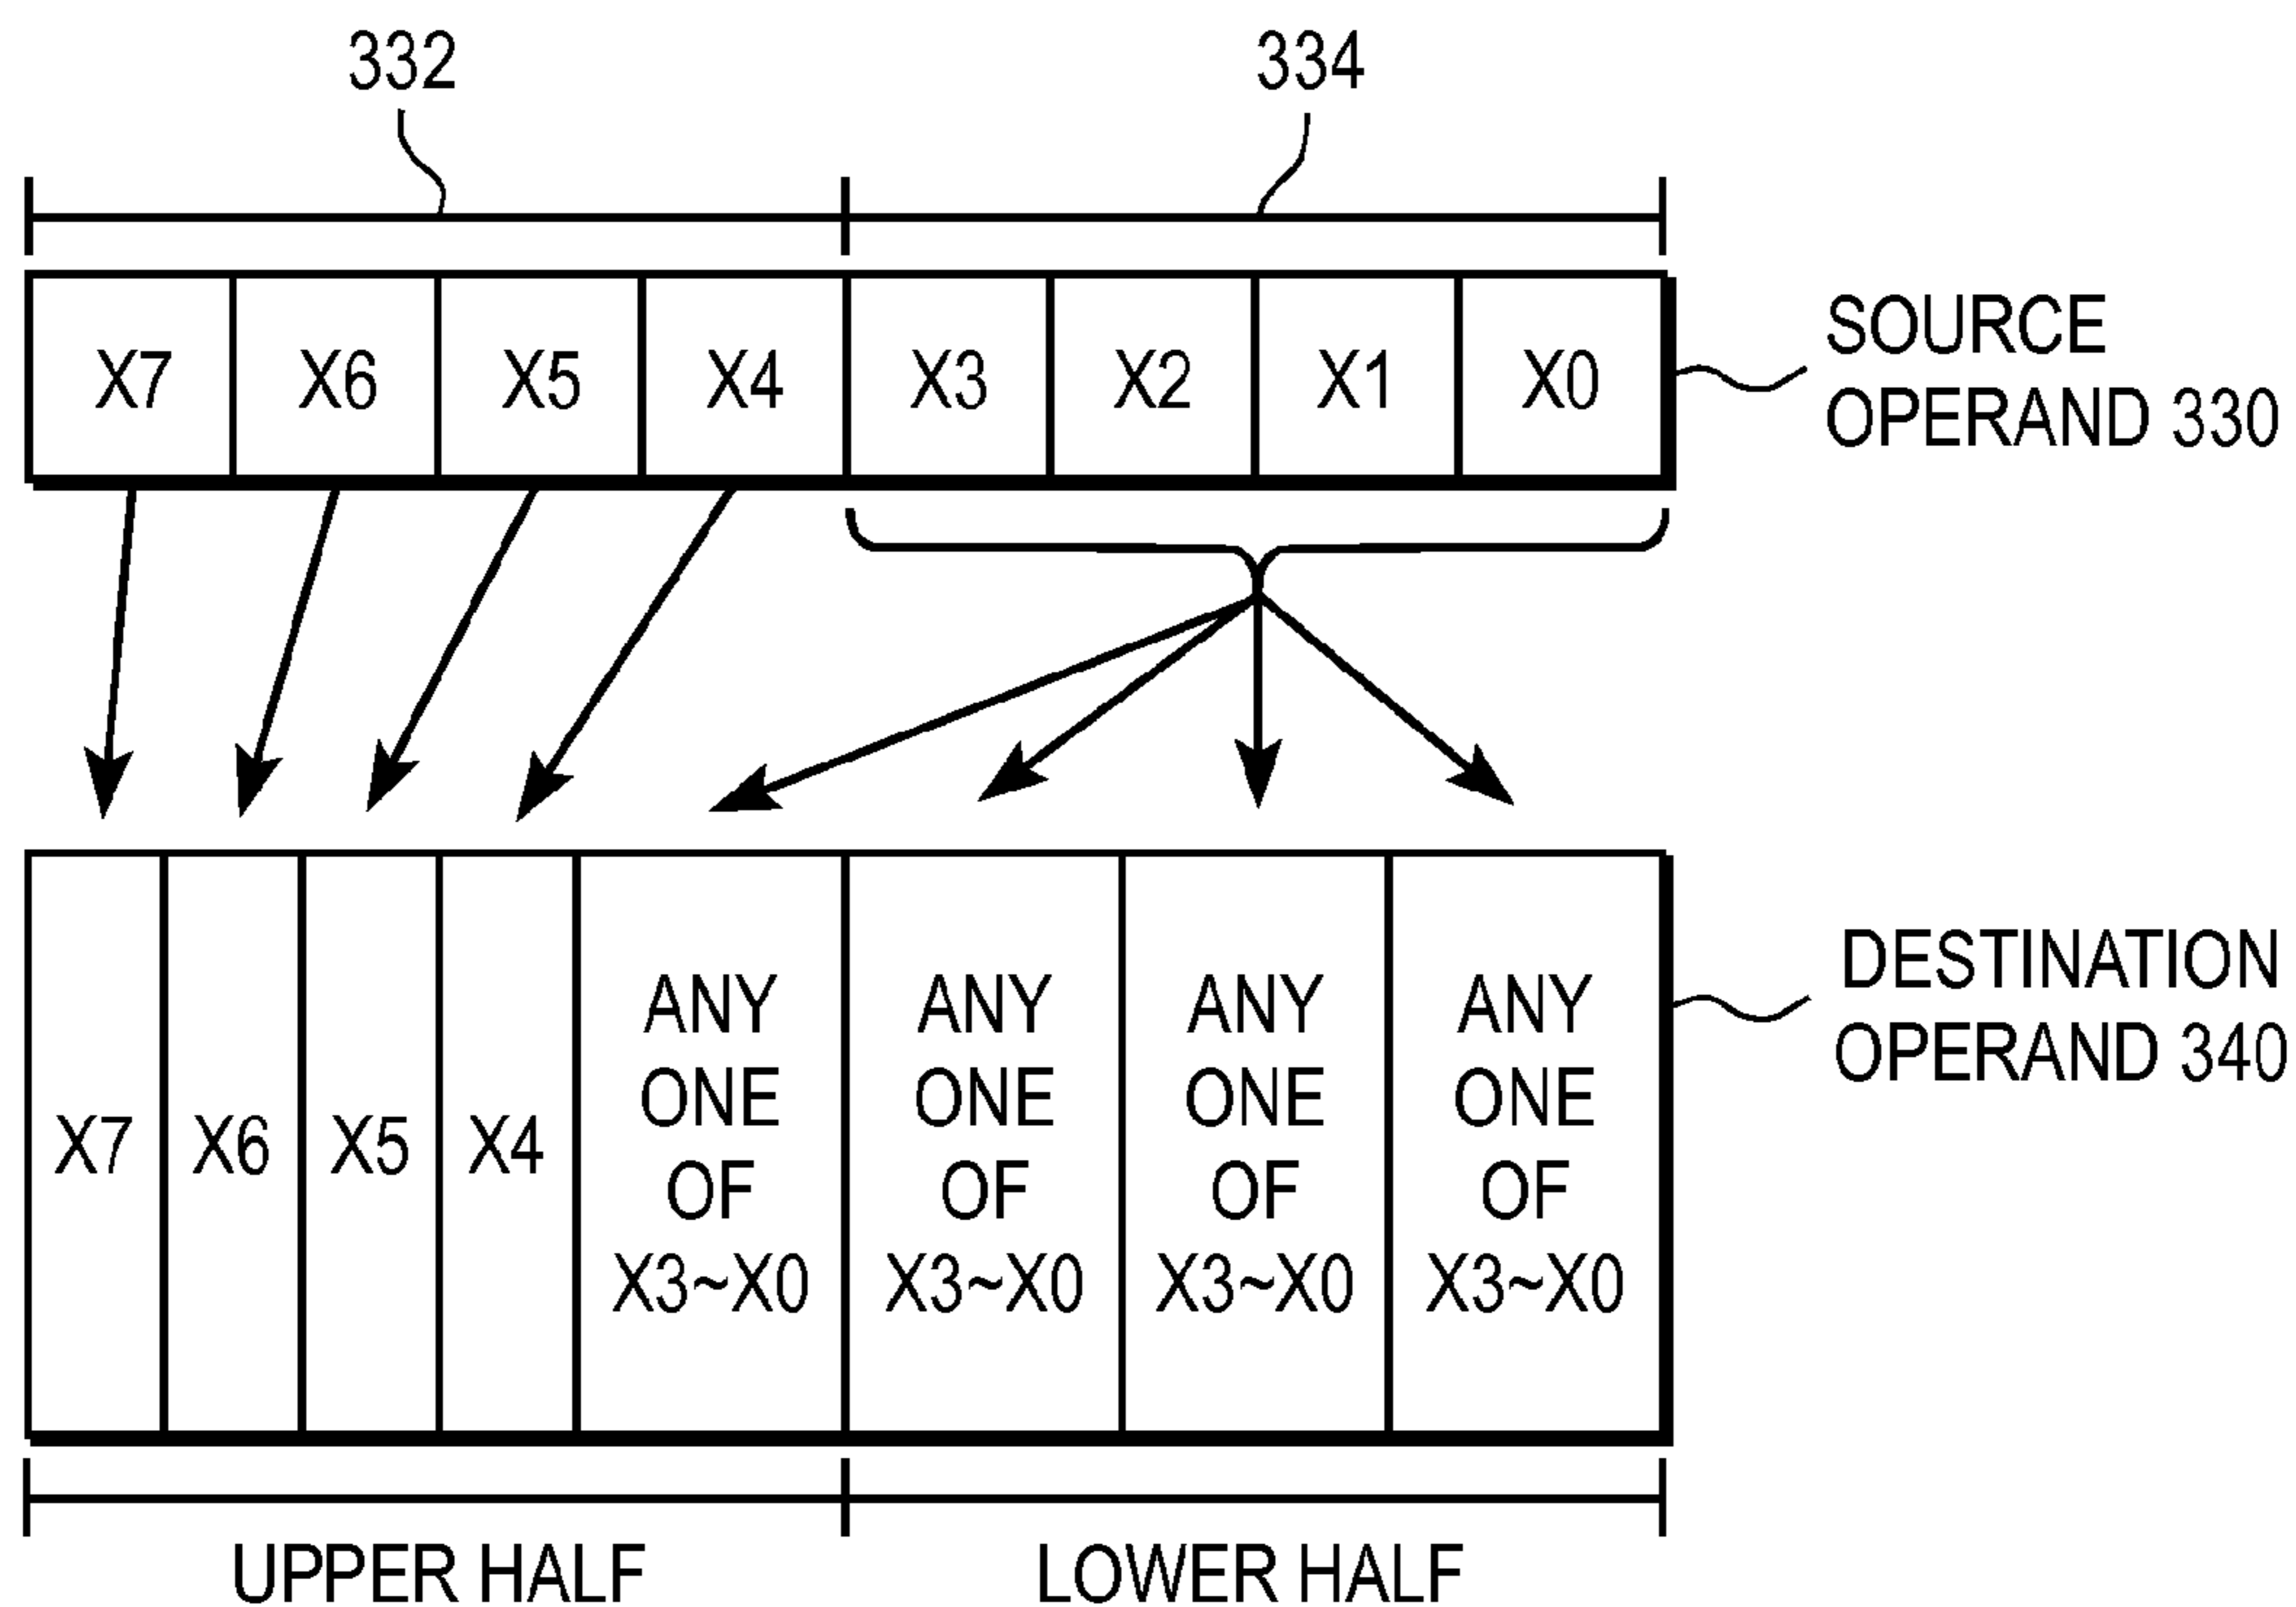 332 334
X7 X6 X5 X4 X3 X2 X1 X0
SOURCE
OPERAND 330
DESTINATION
OPERAND 340
X7 X6 X5 X4
ANY ANY ANY ANY
ONE ONE ONE ONE
OF OF OF OF
X3~X0 X3~X0 X3~X0 X3~X0
UPPER HALF LOWER HALF